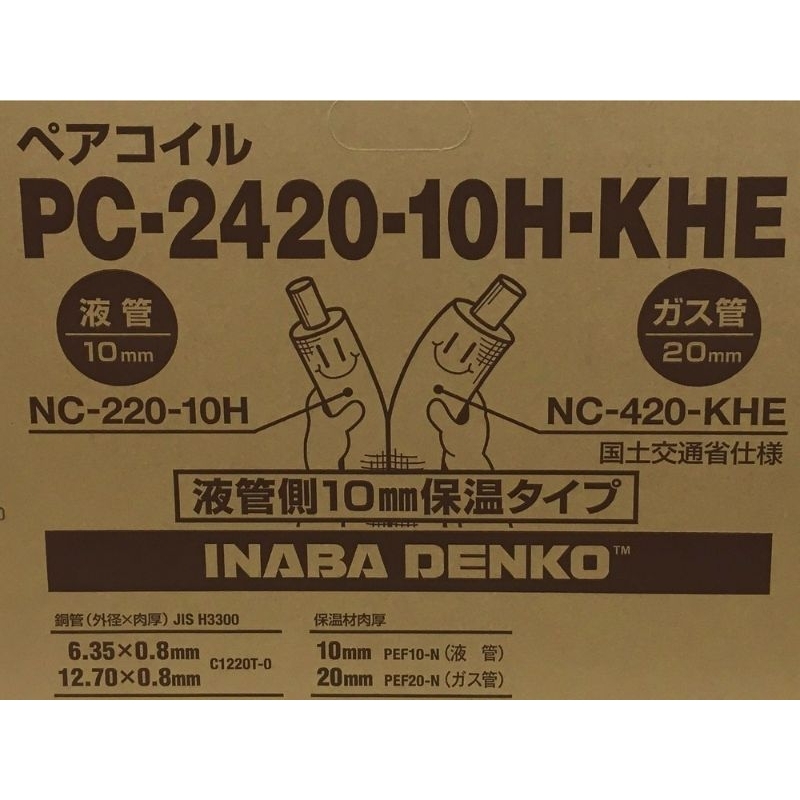 ペアコイル
PC-2420-10H-KHE
液管
10mm
ガス管
20mm
NC-220-10H
NC-420-KHE
国土交通省仕様
液管側10mm保温タイプ
INABA DENKO™
銅管(外径×肉厚) JIS H3300
6.35×0.8mm
12.70×0.8mm
C1220T-0
保温材肉厚
10mm PEF10-N(液 管)
20mm PEF20-N(ガス管)